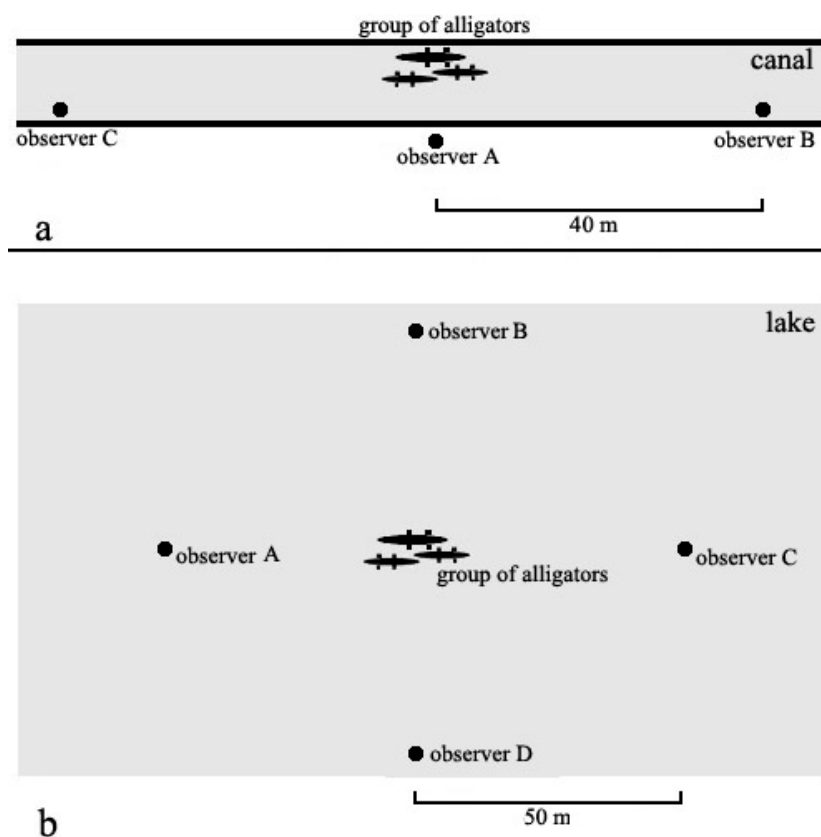 group of alligators
canal
observer C
observer A
observer B
40 m
a
lake
observer B
observer A
group of alligators
observer C
observer D
50 m
b